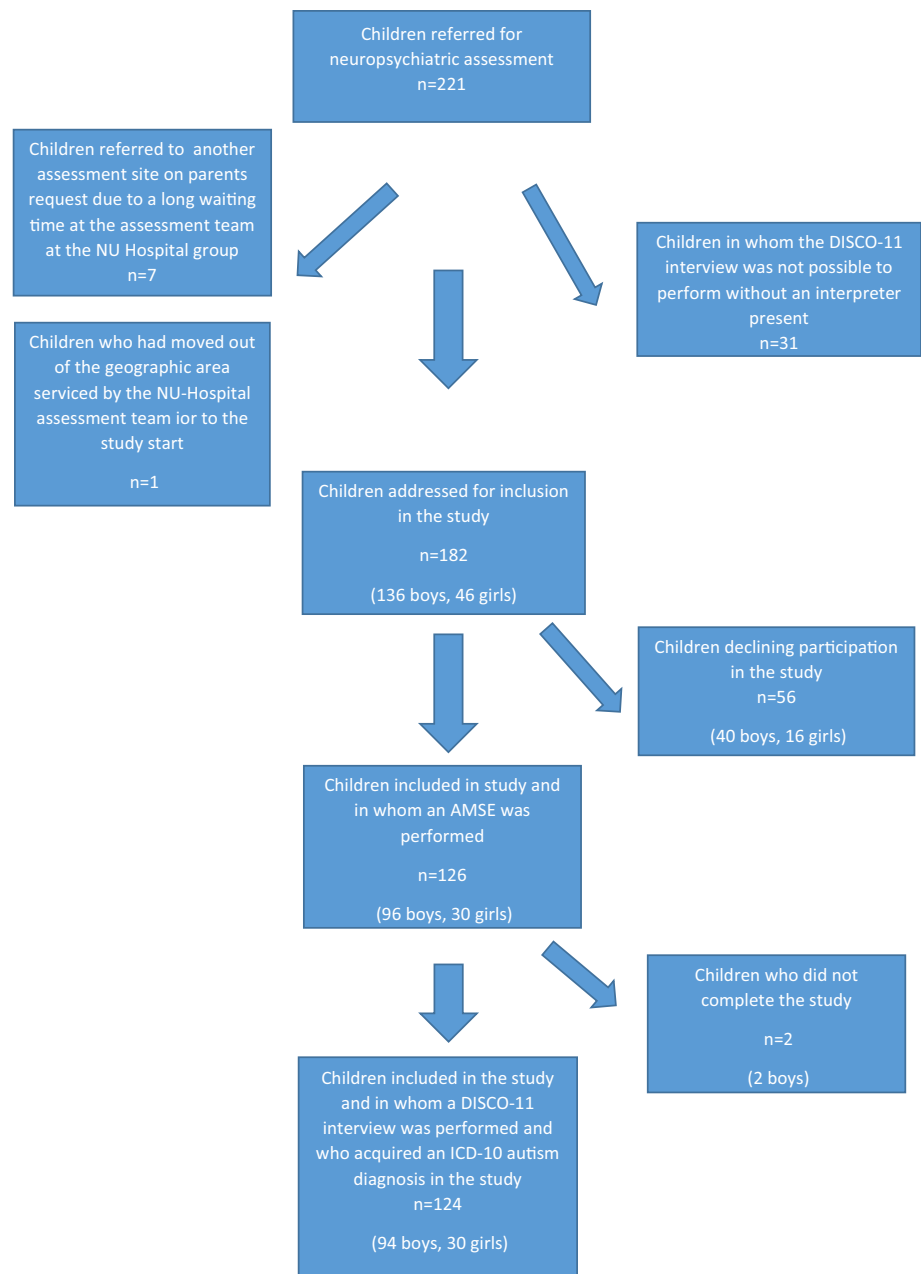 Children referred for
neuropsychiatric assessment
n=221
Children referred to another
assessment site on parents
request due to a long waiting
time at the assessment team
at the NU Hospital group
n=7
Children in whom the DISCO-11
interview was not possible to
perform without an interpreter
present
n=31
Children who had moved out
of the geographic area
serviced by the NU-Hospital
assessment team ior to the
study start
n=1
Children addressed for inclusion
in the study
n=182
(136 boys, 46 girls)
Children declining participation
in the study
n=56
(40 boys, 16 girls)
Children included in study and
in whom an AMSE was
performed
n=126
(96 boys, 30 girls)
Children who did not
complete the study
n=2
(2 boys)
Children included in the study
and in whom a DISCO-11
interview was performed and
who acquired an ICD-10 autism
diagnosis in the study
n=124
(94 boys, 30 girls)